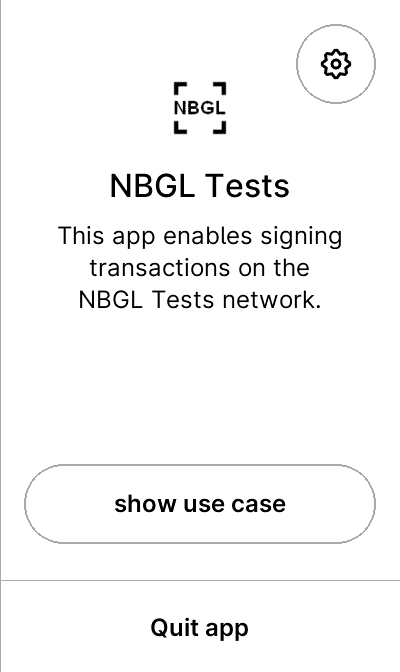 NBGL
NBGL Tests
This app enables signing
transactions on the
NBGL Tests network.
show use case
Quit app